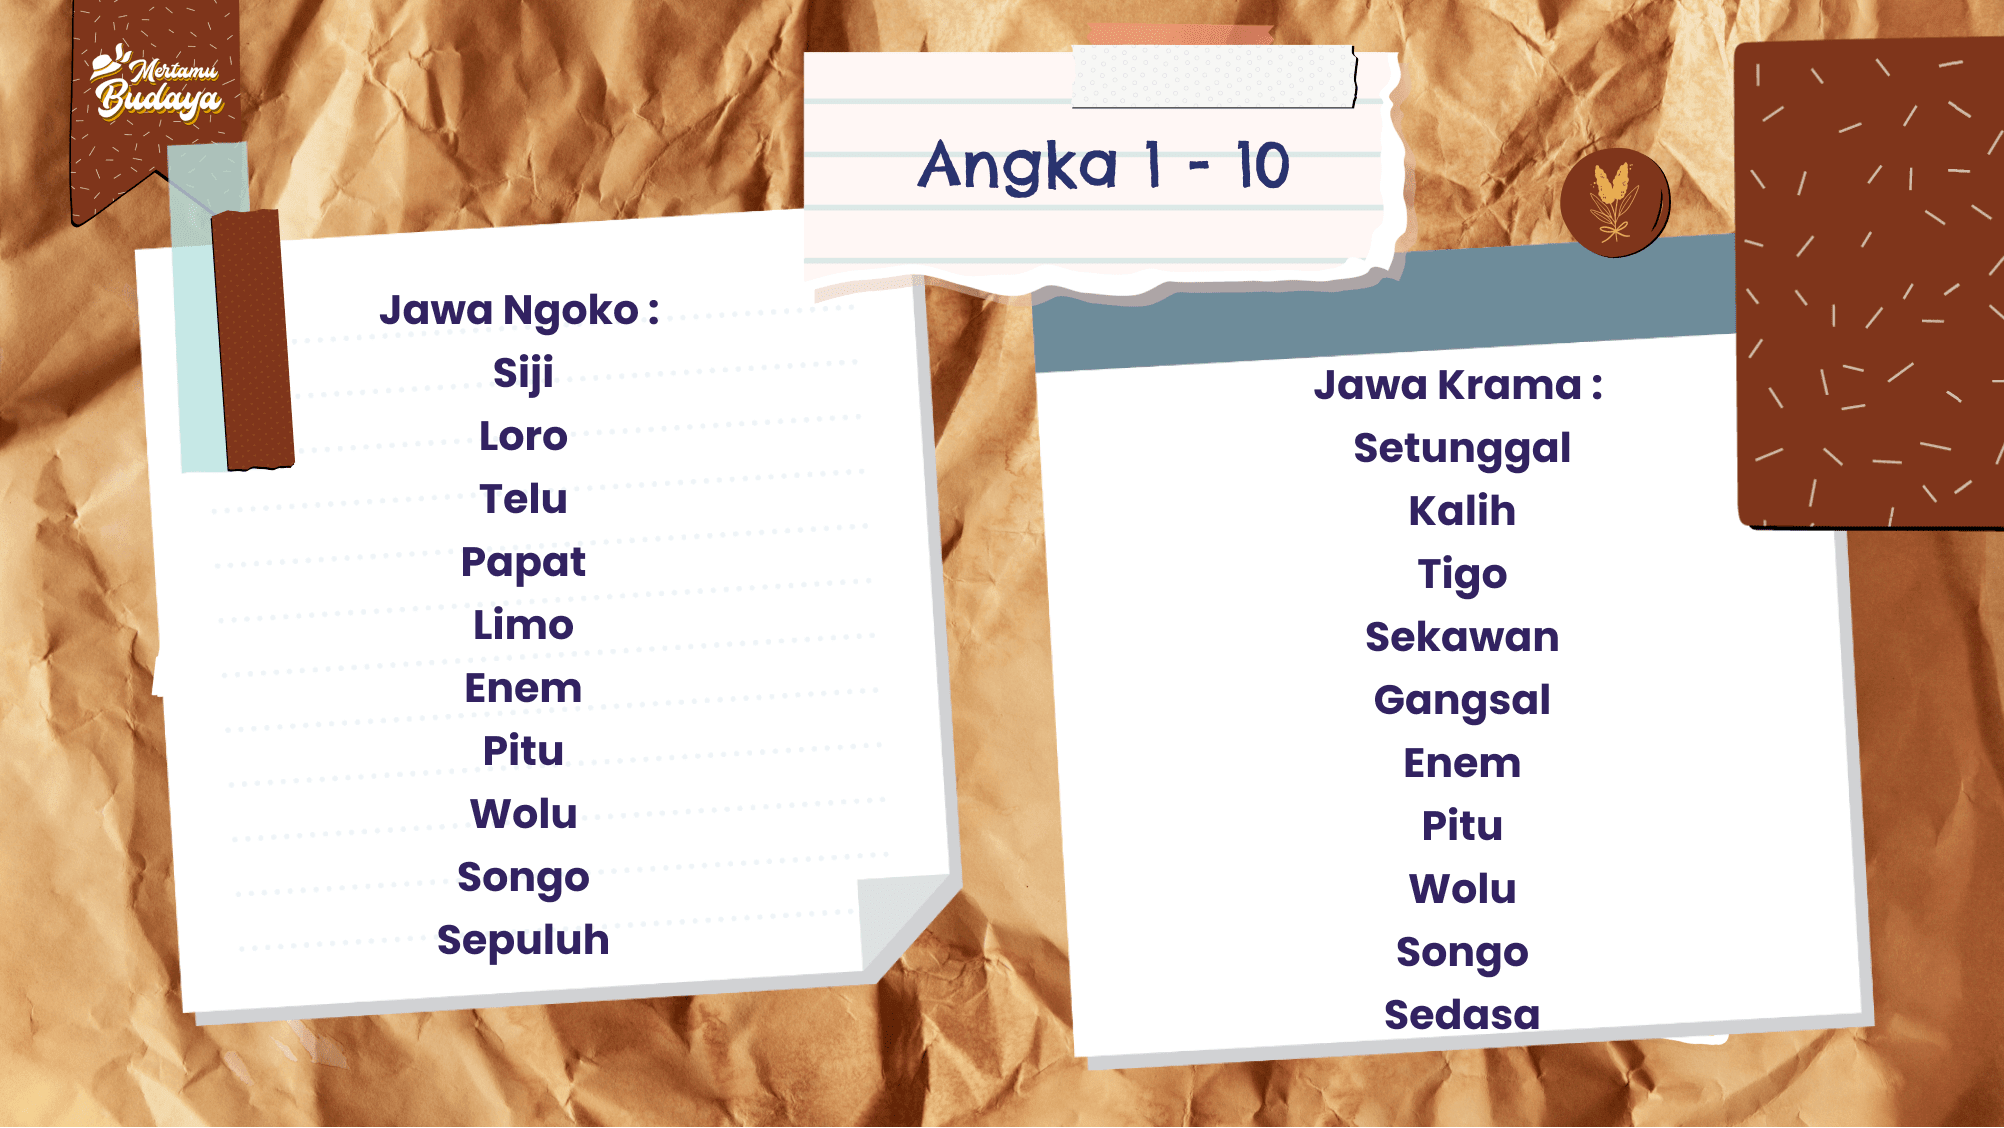 Mertamu
Budaya
Angka 1 - 10
Jawa Ngoko :
Siji
Loro
Telu
Papat
Limo
Enem
Pitu
Wolu
Songo
Sepuluh
Jawa Krama :
Setunggal
Kalih
Tigo
Sekawan
Gangsal
Enem
Pitu
Wolu
Songo
Sedasa